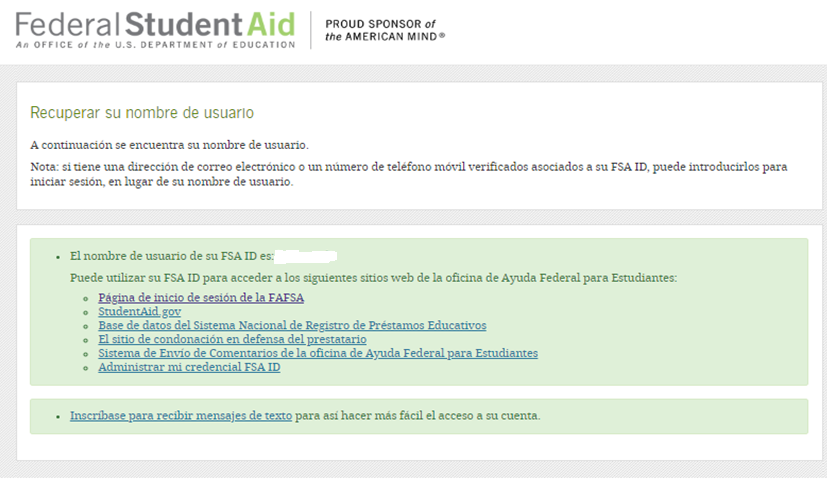 Federal Student Aid
An OFFICE of the U.S. DEPARTMENT of EDUCATION
PROUD SPONSOR of
the AMERICAN MIND®
Recuperar su nombre de usuario
A continuación se encuentra su nombre de usuario.
Nota: si tiene una dirección de correo electrónico o un número de teléfono móvil verificados asociados a su FSA ID, puede introducirlos para
iniciar sesión, en lugar de su nombre de usuario.
El nombre de usuario de su FSA ID es:
Puede utilizar su FSA ID para acceder a los siguientes sitios web de la oficina de Ayuda Federal para Estudiantes:
Página de inicio de sesión de la FAFSA
StudentAid.gov
Base de datos del Sistema Nacional de Registro de Préstamos Educativos
El sitio de condonación en defensa del prestatario
Sistema de Envío de Comentarios de la oficina de Ayuda Federal para Estudiantes
Administrar mi credencial FSA ID
Inscríbase para recibir mensajes de texto para así hacer más fácil el acceso a su cuenta.